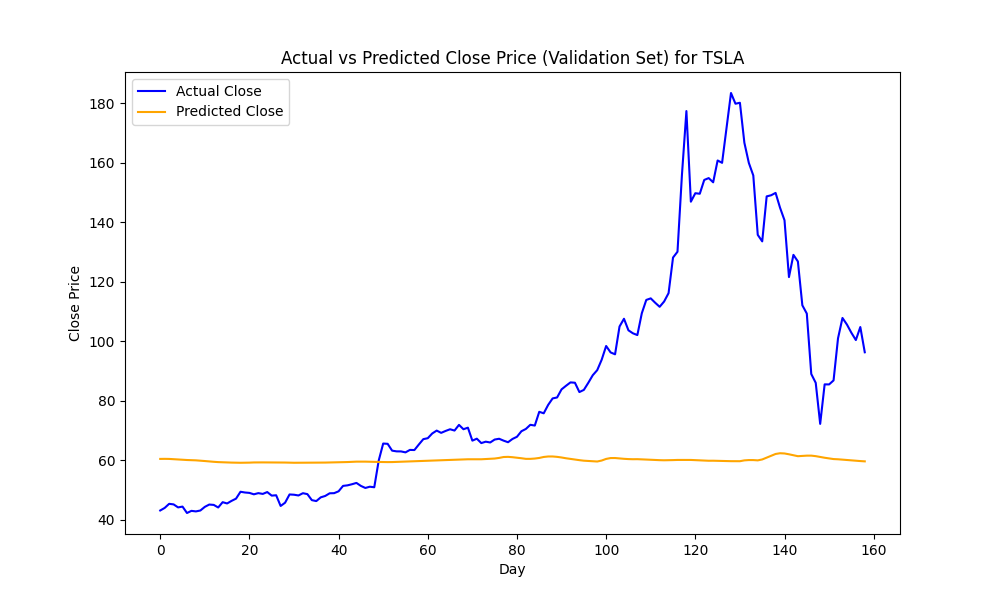 Actual vs Predicted Close Price (Validation Set) for TSLA
Actual Close
Predicted Close
Close Price
180
160
140
120
100
80
60
40
0 20 40 60 80 100 120 140 160
Day